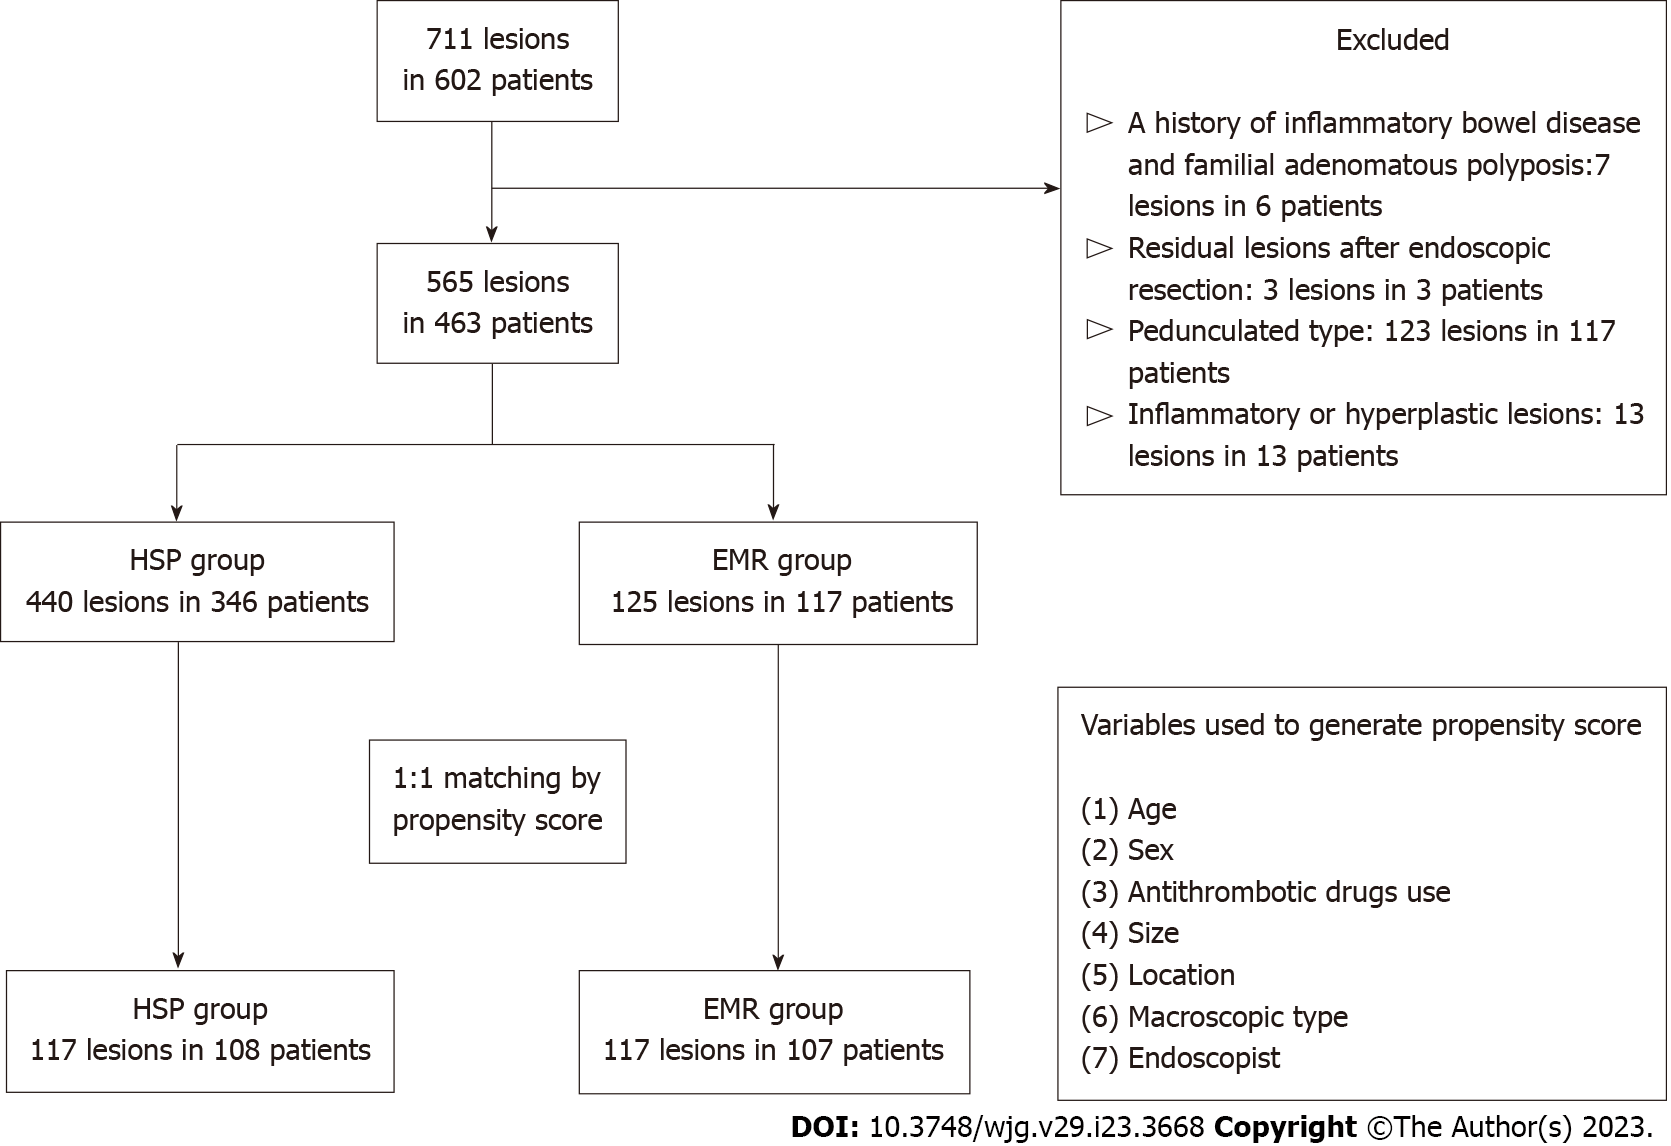 711 lesions
in 602 patients
Excluded
A history of inflammatory bowel disease
and familial adenomatous polyposis:7
lesions in 6 patients
Residual lesions after endoscopic
resection: 3 lesions in 3 patients
Pedunculated type: 123 lesions in 117
patients
Inflammatory or hyperplastic lesions: 13
lesions in 13 patients
565 lesions
in 463 patients
HSP group
440 lesions in 346 patients
EMR group
125 lesions in 117 patients
1:1 matching by
propensity score
Variables used to generate propensity score
(1) Age
(2) Sex
(3) Antithrombotic drugs use
(4) Size
(5) Location
(6) Macroscopic type
(7) Endoscopist
HSP group
117 lesions in 108 patients
EMR group
117 lesions in 107 patients
DOI: 10.3748/wjg.v29.i23.3668 Copyright ©The Author(s) 2023.